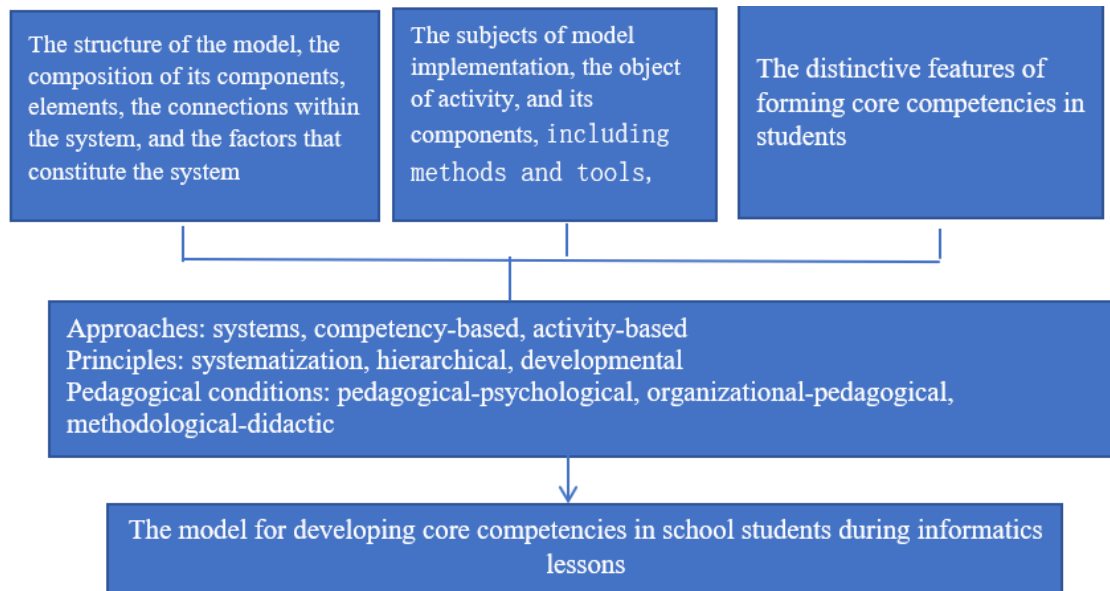 The structure of the model, the
composition of its components,
elements, the connections within
the system, and the factors that
constitute the system
The subjects of model
implementation, the object
of activity, and its
components, including
methods and tools,
The distinctive features of
forming core competencies in
students
Approaches: systems, competency-based, activity-based
Principles: systematization, hierarchical, developmental
Pedagogical conditions: pedagogical-psychological, organizational-pedagogical,
methodological-didactic
The model for developing core competencies in school students during informatics
lessons